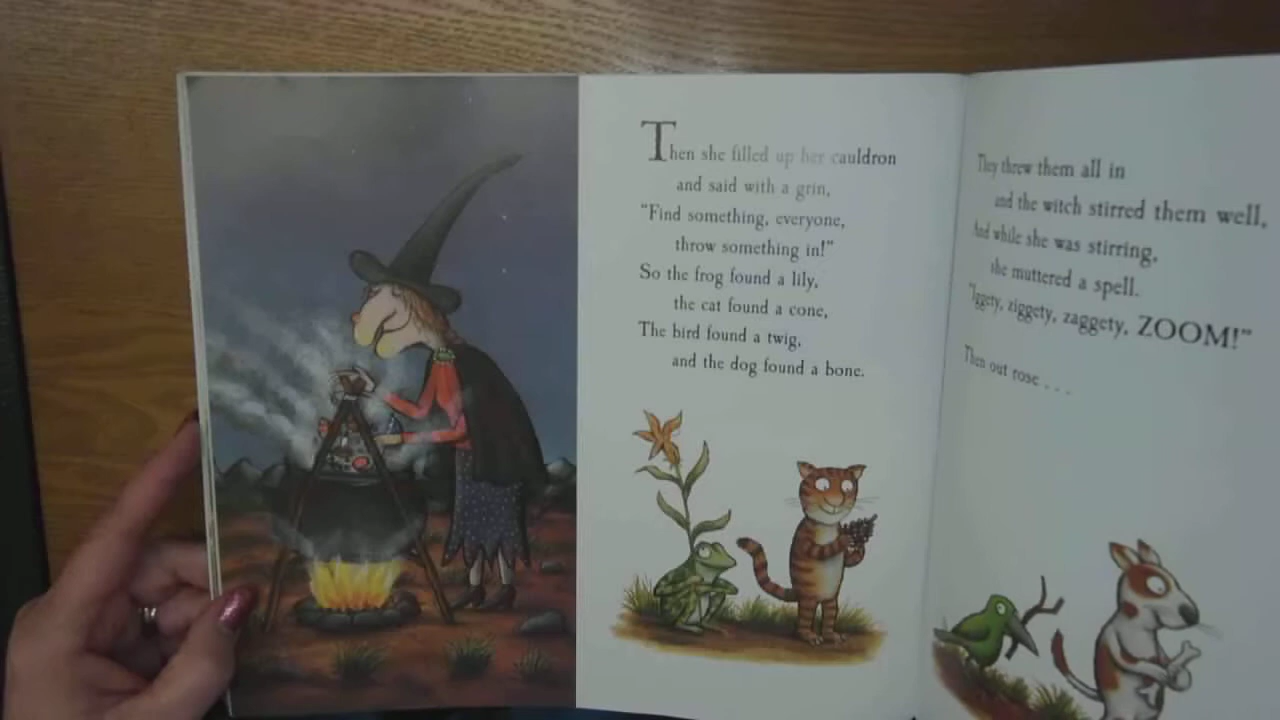 Then she filled up her cauldron
and said with a grin,
"Find something, everyone,
throw something in!"
So the frog found a lily,
the cat found a cone,
The bird found a twig,
and the dog found a bone.
They threw them all in
and the witch stirred them well,
And while she was stirring,
she muttered a spell.
"Iggety, ziggety, zaggety, ZOOM!"
Then out rose . . .